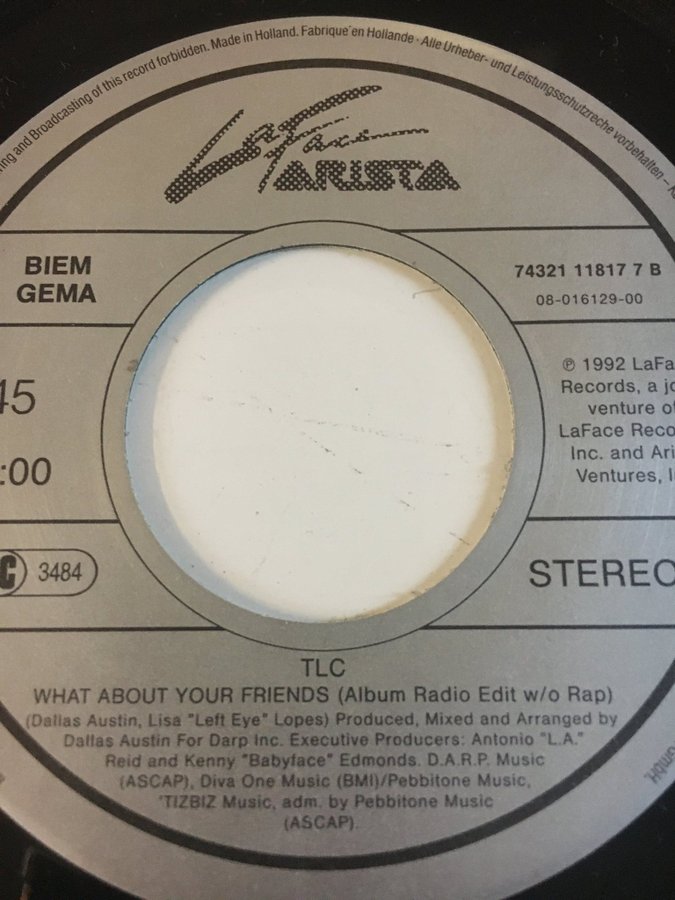 ing and Broadcasting of this record forbidden. Made in Holland. Fabrique en Hollande · Alle Urheber- und Leistungsschutzreche vorbehalten –
LaFace
ARISTA
BIEM
GEMA
74321 11817 7 B
08-016129-00
45
:00
℗ 1992 LaFa
Records, a jo
venture of
LaFace Reco
Inc. and Ari
Ventures, I
LC 3484
STEREO
TLC
WHAT ABOUT YOUR FRIENDS (Album Radio Edit w/o Rap)
(Dallas Austin, Lisa "Left Eye" Lopes) Produced, Mixed and Arranged by
Dallas Austin For Darp Inc. Executive Producers: Antonio "L.A."
Reid and Kenny "Babyface" Edmonds. D.A.R.P. Music
(ASCAP), Diva One Music (BMI)/Pebbitone Music,
'TIZBIZ Music, adm. by Pebbitone Music
(ASCAP).
GmbH.